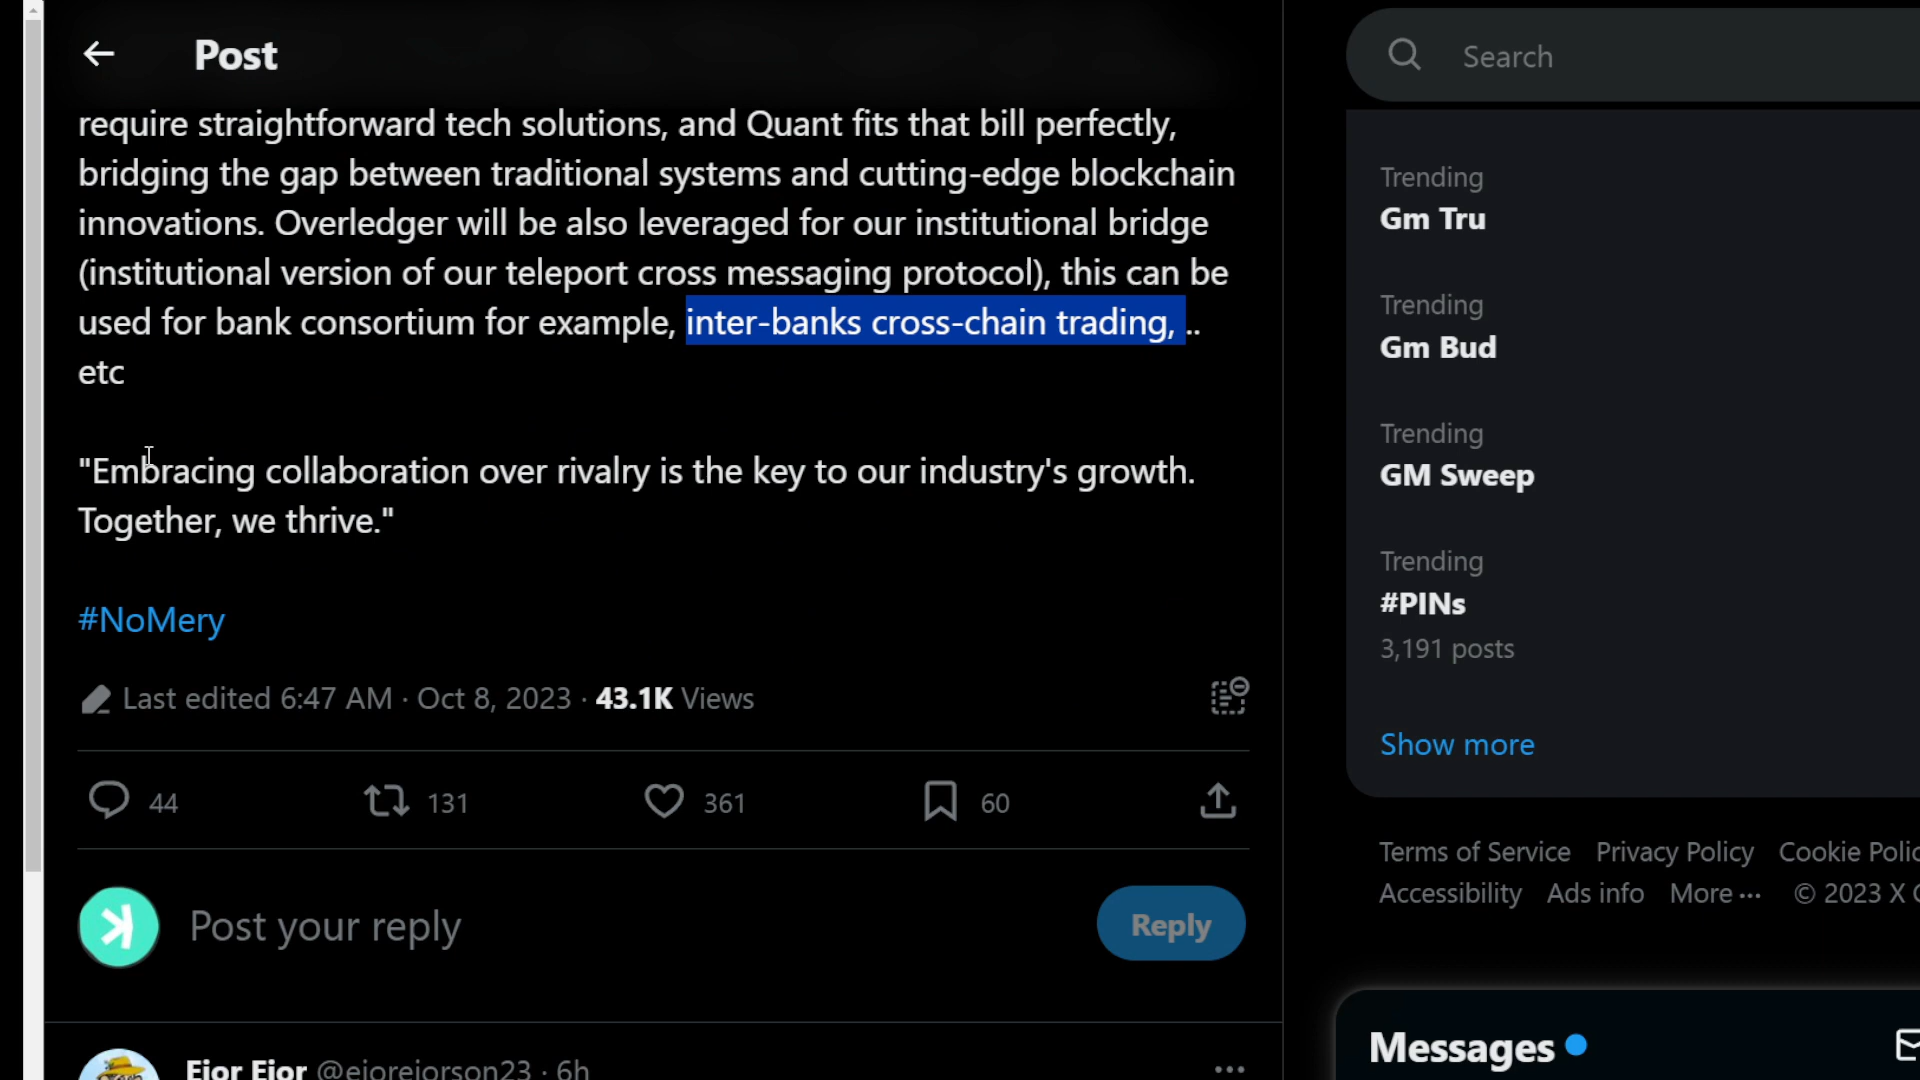 Post
require straightforward tech solutions, and Quant fits that bill perfectly,
bridging the gap between traditional systems and cutting-edge blockchain
innovations. Overledger will be also leveraged for our institutional bridge
(institutional version of our teleport cross messaging protocol), this can be
used for bank consortium for example, inter-banks cross-chain trading, ..
etc
"Embracing collaboration over rivalry is the key to our industry's growth.
Together, we thrive."
#NoMery
Last edited 6:47 AM · Oct 8, 2023 · 43.1K Views
44 131 361 60
Post your reply
Reply
Eior Eior @eioreiorson23 · 6h
Search
Trending
Gm Tru
Trending
Gm Bud
Trending
GM Sweep
Trending
#PINs
3,191 posts
Show more
Terms of Service Privacy Policy Cookie
Accessibility Ads info More ··· © 2023 X
Messages